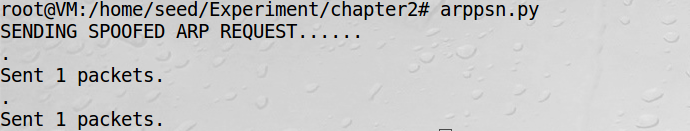 root@VM:/home/seed/Experiment/chapter2# arppsn.py
SENDING SPOOFED ARP REQUEST......
.
Sent 1 packets.
.
Sent 1 packets.